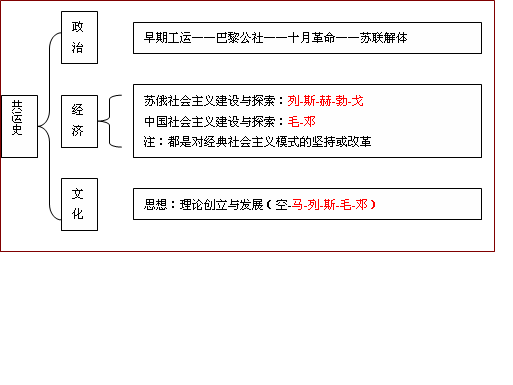 共运史
政治
早期工运——巴黎公社——十月革命——苏联解体
经济
苏俄社会主义建设与探索：列-斯-赫-勃-戈
中国社会主义建设与探索：毛-邓
注：都是对经典社会主义模式的坚持或改革
文化
思想：理论创立与发展（空-马-列-斯-毛-邓）